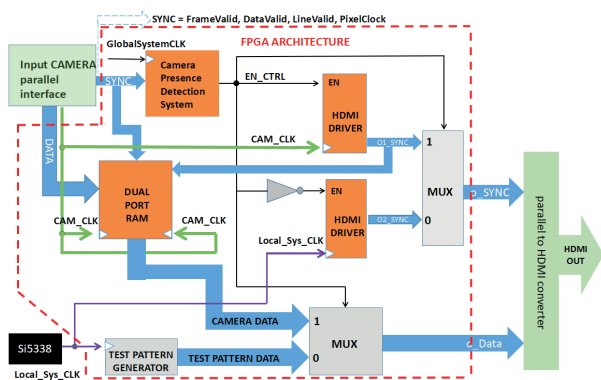 SYNC = FrameValid, DataValid, LineValid, PixelClock
FPGA ARCHITECTURE
GlobalSystemCLK
Input CAMERA
parallel
interface
SYNC
Camera
Presence
Detection
System
EN_CTRL
EN
HDMI
DRIVER
CAM_CLK
O1_SYNC
1
MUX
0
DATA
DUAL
PORT
RAM
CAM_CLK
CAM_CLK
EN
HDMI
DRIVER
O2_SYNC
Local_Sys_CLK
o_SYNC
parallel to HDMI converter
HDMI
OUT
CAMERA DATA
1
MUX
0
o_Data
Si5338
Local_Sys_CLK
TEST PATTERN
GENERATOR
TEST PATTERN DATA